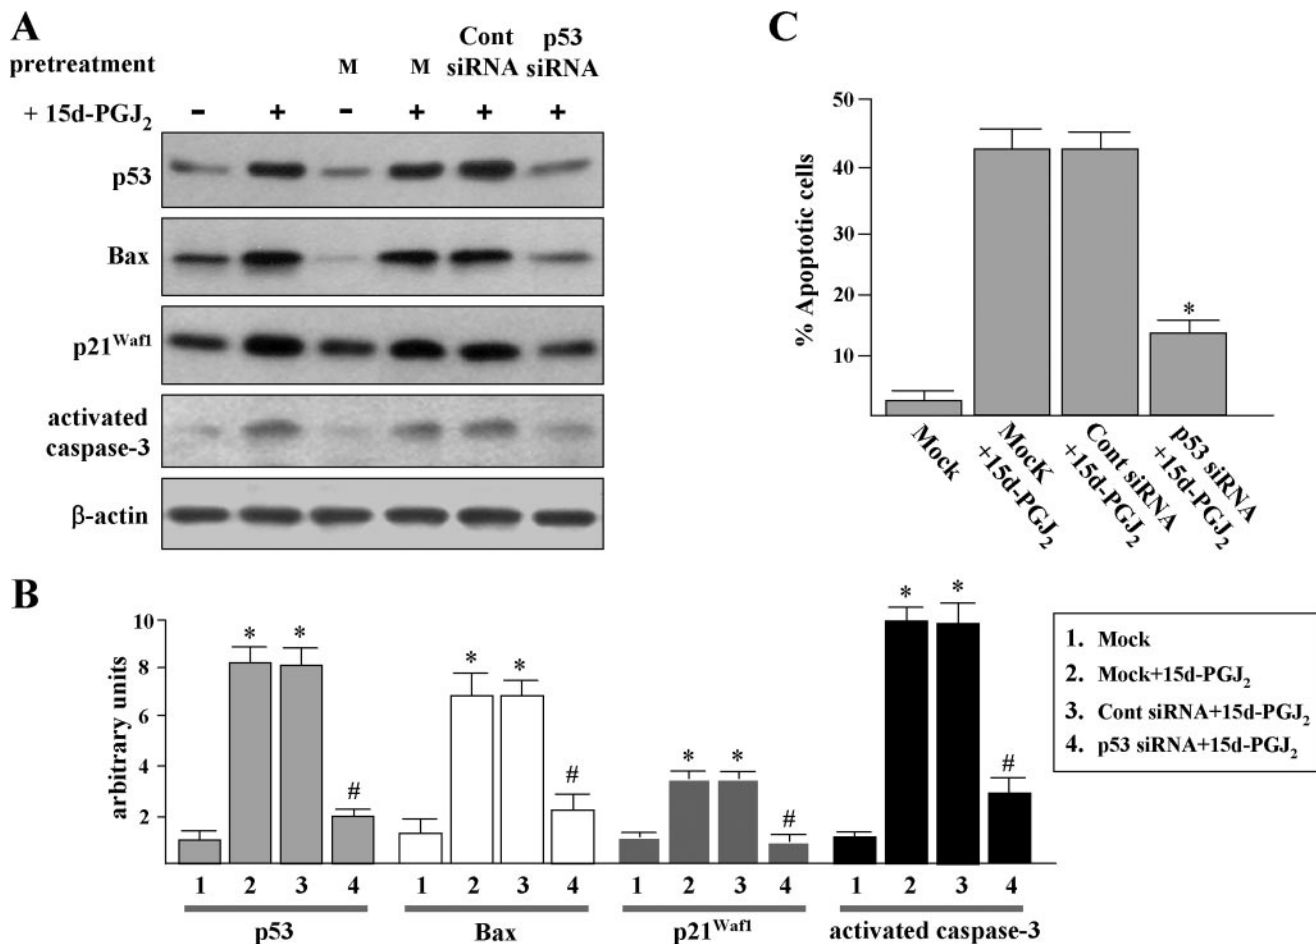 A
pretreatment M M Cont siRNA p53 siRNA
+ 15d-PGJ2 - + - + + +
p53
Bax
p21Waf1
activated
caspase-3
β-actin
C
% Apoptotic cells
50
40
30
20
10
Mock
MocK
+15d-PGJ2
Cont siRNA
+15d-PGJ2
p53 siRNA
+15d-PGJ2
*
B
arbitrary units
10
8
6
4
2
* * #
* * #
* * #
* * #
1 2 3 4 1 2 3 4 1 2 3 4 1 2 3 4
p53 Bax p21Waf1 activated caspase-3
1. Mock
2. Mock+15d-PGJ2
3. Cont siRNA+15d-PGJ2
4. p53 siRNA+15d-PGJ2